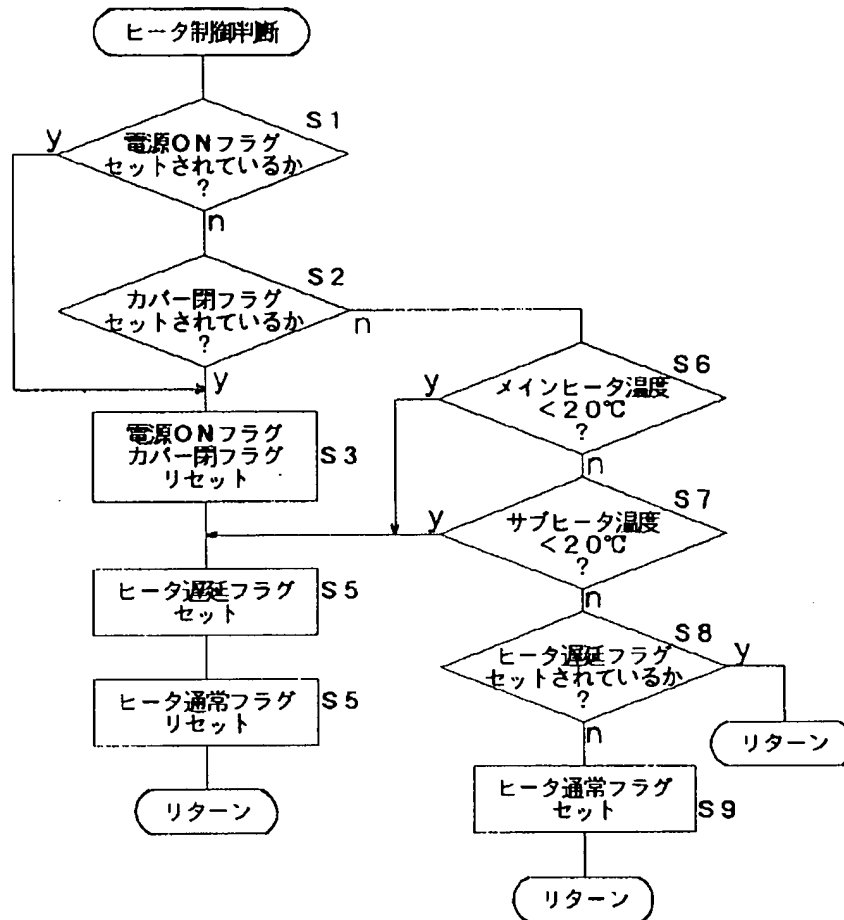 ヒータ制御判断
S1
y
電源ONフラグ
セットされているか
?
n
S2
カバー閉フラグ
セットされているか
?
n
y
電源ONフラグ
カバー閉フラグ
リセット
S3
S6
y
メインヒータ温度
<20℃
?
n
S7
y
サブヒータ温度
<20℃
?
n
ヒータ遅延フラグ
セット
S5
ヒータ通常フラグ
リセット
S5
リターン
S8
ヒータ遅延フラグ
セットされているか
?
y
n
リターン
ヒータ通常フラグ
セット
S9
リターン